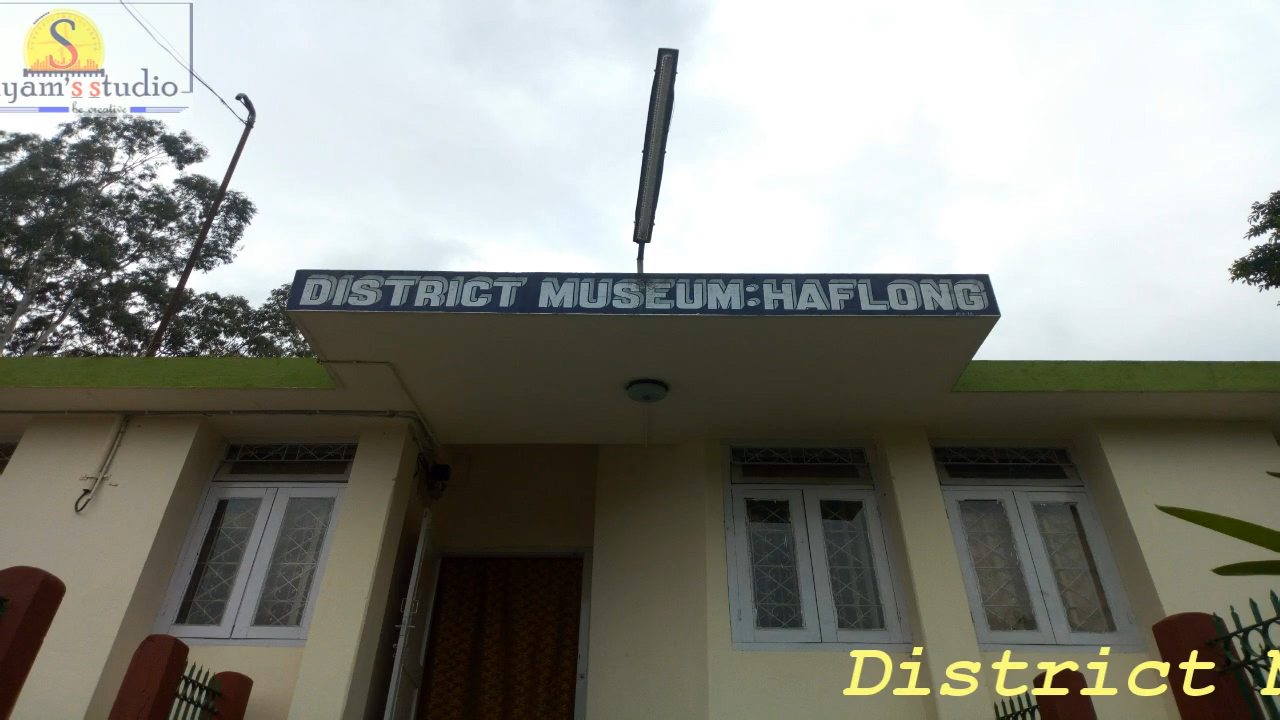 S
yam's studio
be creative
DISTRICT MUSEUM:HAFLONG
District